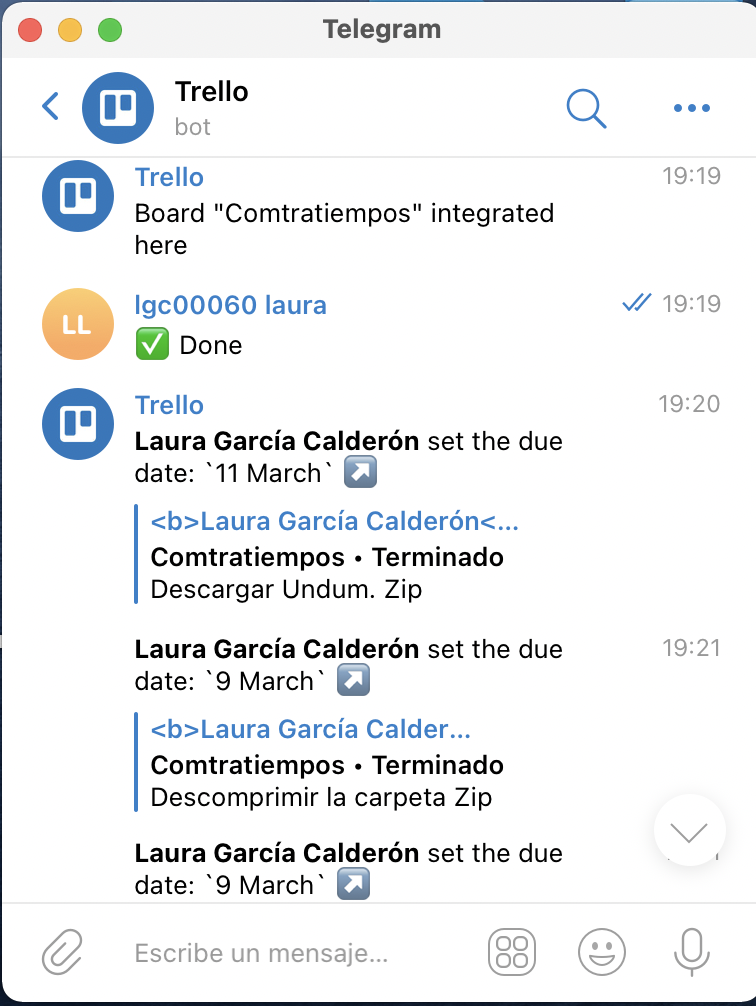 Telegram
Trello
bot
Trello 19:19
Board "Comtratiempos" integrated
here
LL
lgc00060 laura 19:19
✅ Done
Trello 19:20
Laura García Calderón set the due
date: `11 March` ↗️
<b>Laura García Calderón<...
Comtratiempos • Terminado
Descargar Undum. Zip
Laura García Calderón set the due 19:21
date: `9 March` ↗️
<b>Laura García Calder...
Comtratiempos • Terminado
Descomprimir la carpeta Zip
Laura García Calderón set the due
date: `9 March` ↗️
Escribe un mensaje...